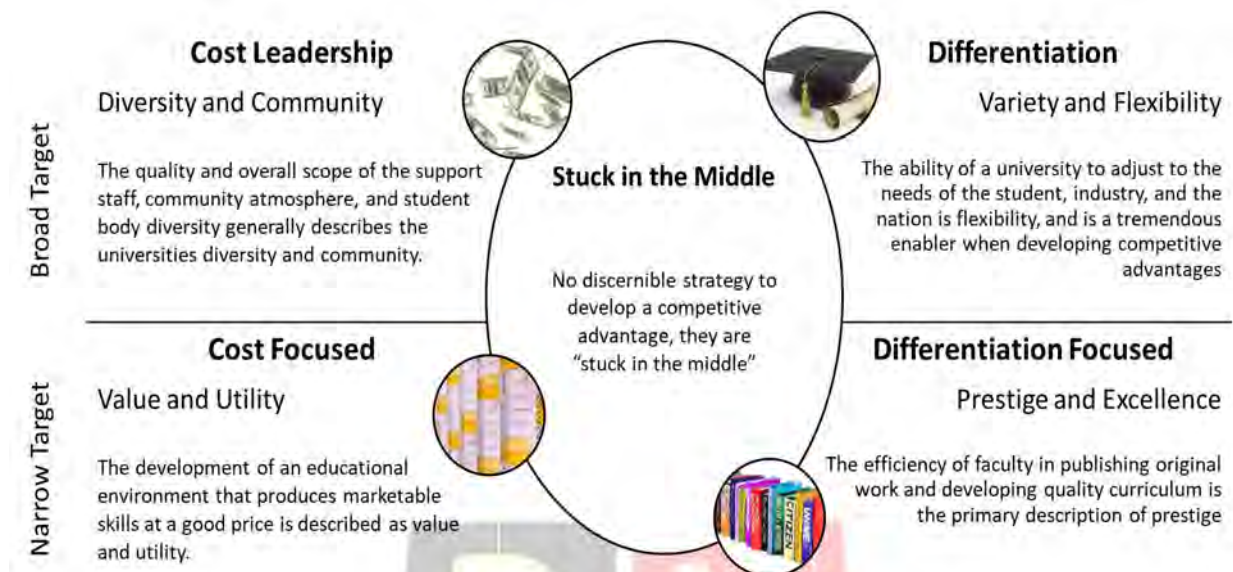 Broad Target
Cost Leadership
Diversity and Community
The quality and overall scope of the support
staff, community atmosphere, and student
body diversity generally describes the
universities diversity and community.
Differentiation
Variety and Flexibility
The ability of a university to adjust to the
needs of the student, industry, and the
nation is flexibility, and is a tremendous
enabler when developing competitive
advantages
Stuck in the Middle
No discernible strategy to
develop a competitive
advantage, they are
“stuck in the middle”
Narrow Target
Cost Focused
Value and Utility
The development of an educational
environment that produces marketable
skills at a good price is described as value
and utility.
Differentiation Focused
Prestige and Excellence
The efficiency of faculty in publishing original
work and developing quality curriculum is
the primary description of prestige
CITIZEN